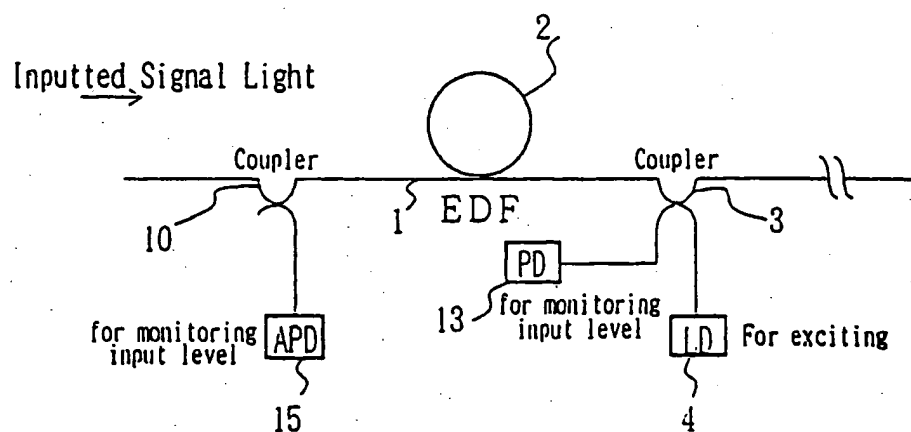 2
Inputted Signal Light
Coupler
Coupler
10
1
EDF
3
PD
13
for monitoring
input level
for monitoring
input level
APD
LD
For exciting
15
4